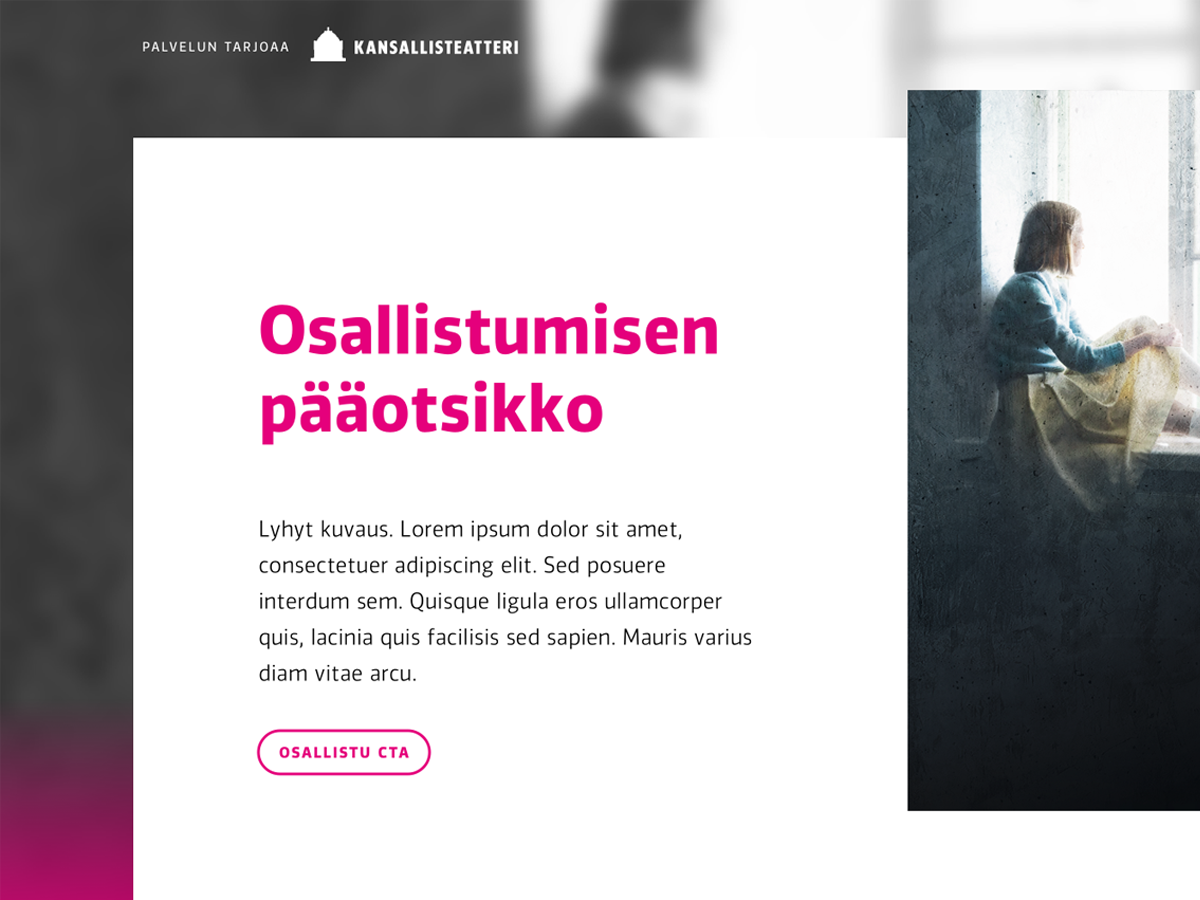 PALVELUN TARJOAA KANSALLISTEATTERI
Osallistumisen
pääotsikko
Lyhyt kuvaus. Lorem ipsum dolor sit amet,
consectetuer adipiscing elit. Sed posuere
interdum sem. Quisque ligula eros ullamcorper
quis, lacinia quis facilisis sed sapien. Mauris varius
diam vitae arcu.
OSALLISTU CTA